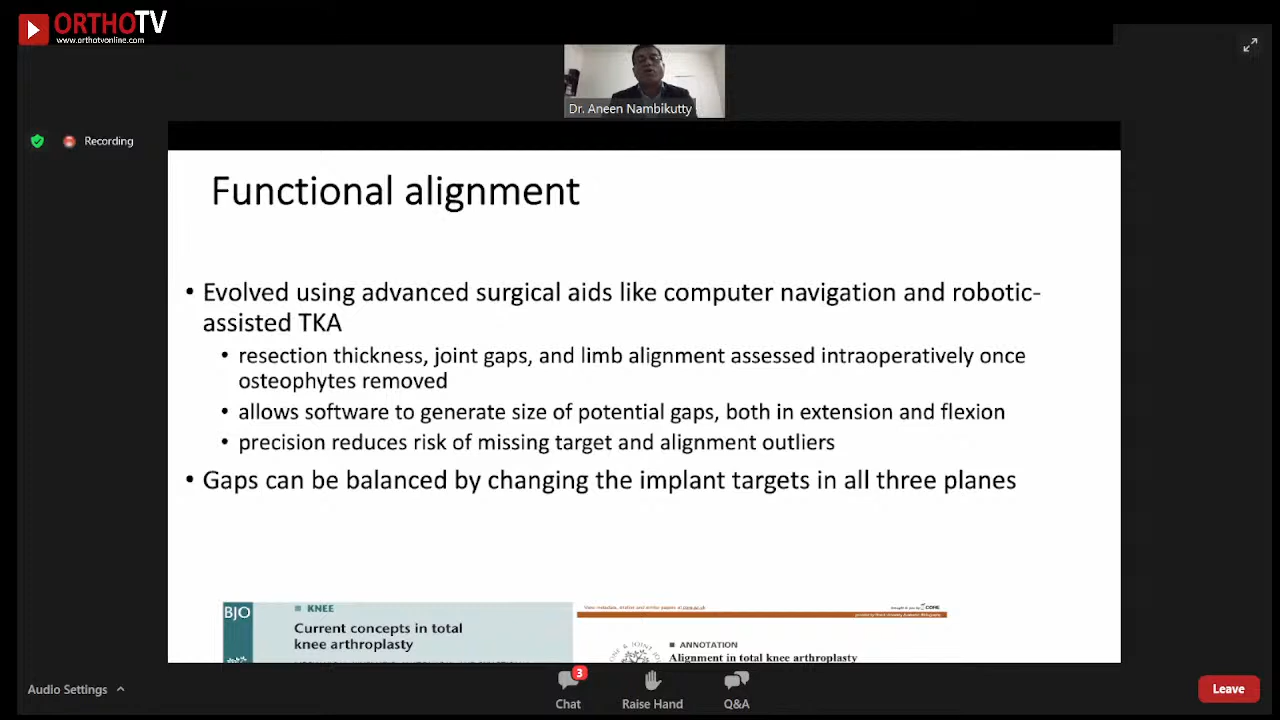 ORTHOTV
www.orthotvonline.com
Dr. Aneen Nambikutty
Recording
Functional alignment
• Evolved using advanced surgical aids like computer navigation and robotic-
assisted TKA
• resection thickness, joint gaps, and limb alignment assessed intraoperatively once
osteophytes removed
• allows software to generate size of potential gaps, both in extension and flexion
• precision reduces risk of missing target and alignment outliers
• Gaps can be balanced by changing the implant targets in all three planes
BJO
KNEE
Current concepts in total
knee arthroplasty
CORE
ANNOTATION
Alignment in total knee arthroplasty
Audio Settings
3
Chat
Raise Hand
Q&A
Leave